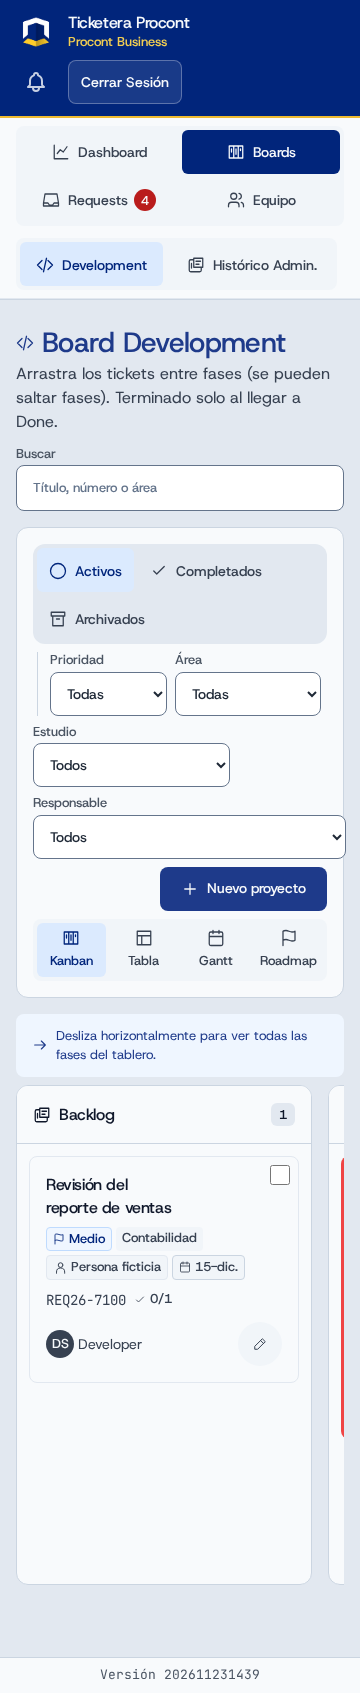 Ticketera Procont
Procont Business
Cerrar Sesión
Dashboard
Boards
Requests 4
Equipo
Development
Histórico Admin.
Board Development
Arrastra los tickets entre fases (se pueden
saltar fases). Terminado solo al llegar a
Done.
Buscar
Título, número o área
Activos
Completados
Archivados
Prioridad
Área
Todas
Todas
Estudio
Todos
Responsable
Todos
Nuevo proyecto
Kanban
Tabla
Gantt
Roadmap
Desliza horizontalmente para ver todas las
fases del tablero.
Backlog
1
Revisión del
reporte de ventas
Medio
Contabilidad
Persona ficticia
15-dic.
REQ26-7100
0/1
DS Developer
Versión 202611231439